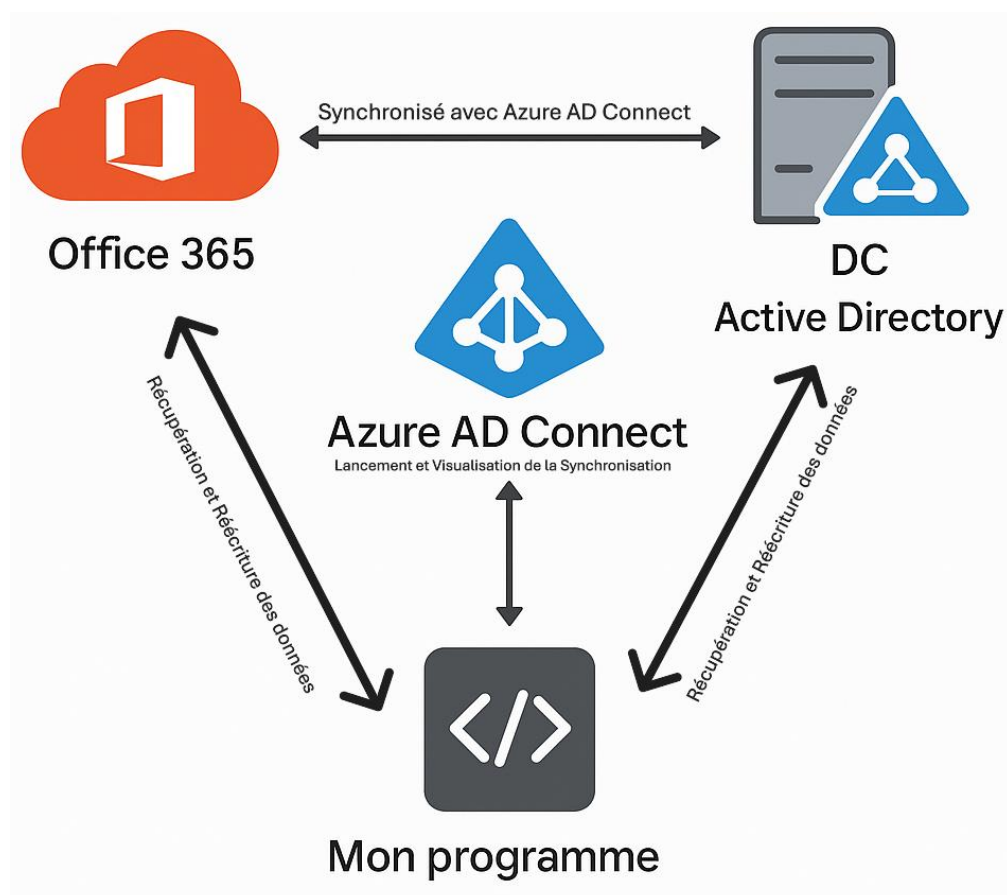 Synchronisé avec Azure AD Connect
Office 365
DC
Active Directory
Azure AD Connect
Lancement et Visualisation de la Synchronisation
Récupération et Réécriture des données
Récupération et Réécriture des données
</>
Mon programme